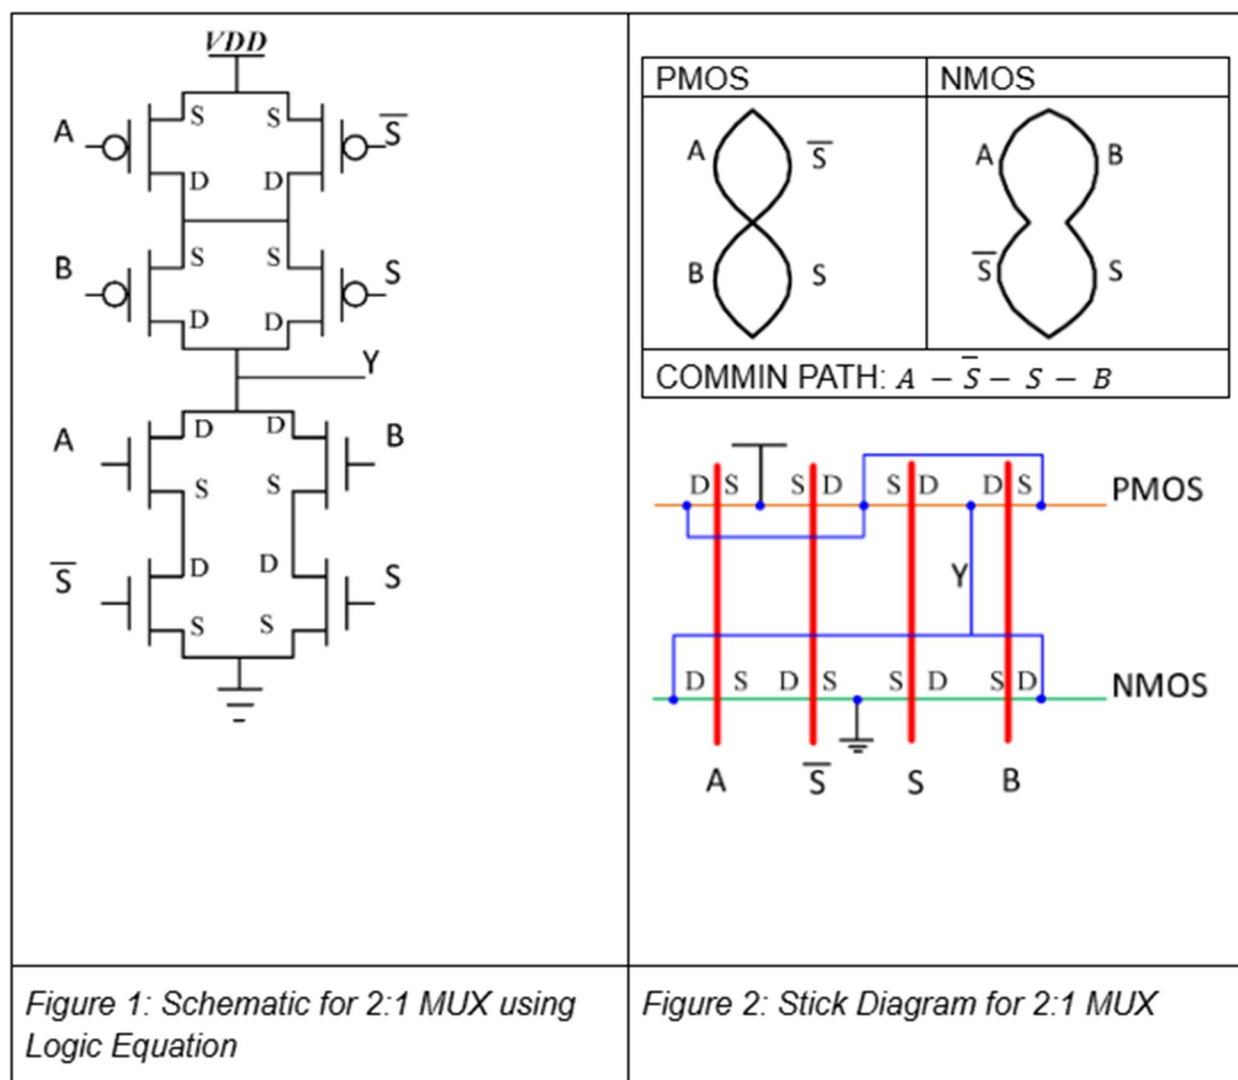 VDD
A S S S̅
D D
B S S S
D D
Y
A D D B
S S
S̅ D D S
S S
PMOS NMOS
A S̅ A B
B S S̅ S
COMMIN PATH: A − S̅ − S − B
D S S D S D D S PMOS
Y
D S D S S D S D NMOS
A S̅ S B
Figure 1: Schematic for 2:1 MUX using
Logic Equation
Figure 2: Stick Diagram for 2:1 MUX